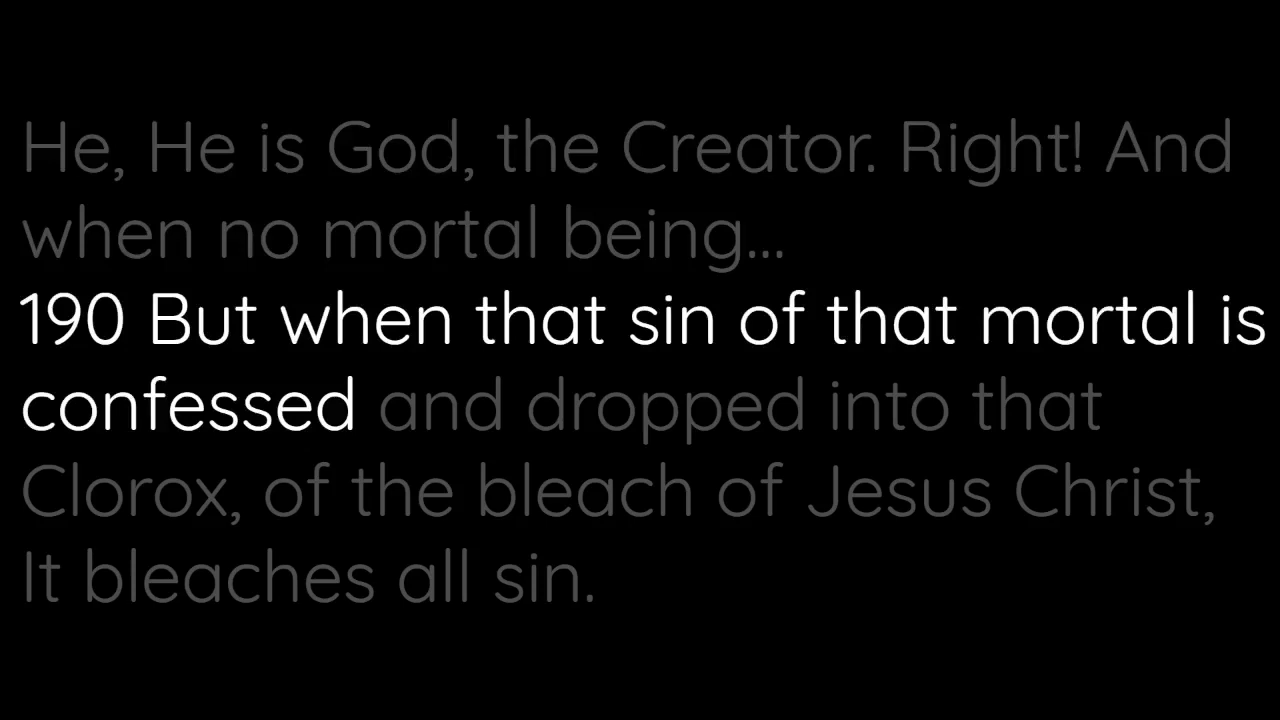 He, He is God, the Creator. Right! And
when no mortal being...
190 But when that sin of that mortal is
confessed and dropped into that
Clorox, of the bleach of Jesus Christ,
It bleaches all sin.